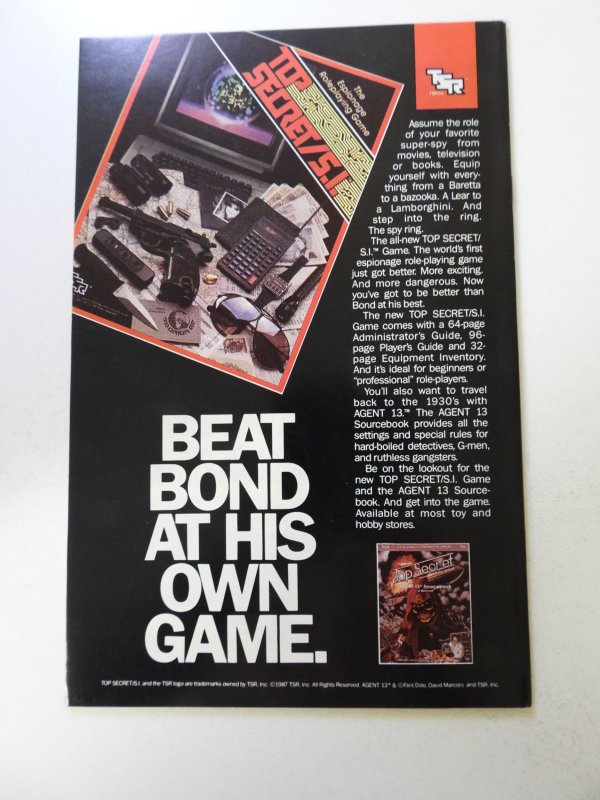 TOP
SECRET/S.I.
The
Espionage
Roleplaying Game
TSR
TSR
Assume the role
of your favorite
super-spy from
movies, television
or books. Equip
yourself with every-
thing from a Baretta
to a bazooka. A Lear to
a Lamborghini. And
step into the ring.
The spy ring.
The all-new TOP SECRET/
S.I.™ Game. The world's first
espionage role-playing game
just got better. More exciting.
And more dangerous. Now
you've got to be better than
Bond at his best.
The new TOP SECRET/S.I.
Game comes with a 64-page
Administrator's Guide, 96-
page Player's Guide and 32-
page Equipment Inventory.
And it's ideal for beginners or
"professional" role-players.
You'll also want to travel
back to the 1930's with
AGENT 13.™ The AGENT 13
Sourcebook provides all the
settings and special rules for
hard-boiled detectives, G-men,
and ruthless gangsters.
Be on the lookout for the
new TOP SECRET/S.I. Game
and the AGENT 13 Source-
book. And get into the game.
Available at most toy and
hobby stores.
BEAT
BOND
AT HIS
OWN
GAME.
Top Secret
TOP SECRET/S.I. and the TSR logo are trademarks owned by TSR, Inc. ©1987 TSR, Inc. All Rights Reserved. AGENT 13™ & © Flint Dille, David Marconi and TSR, Inc.